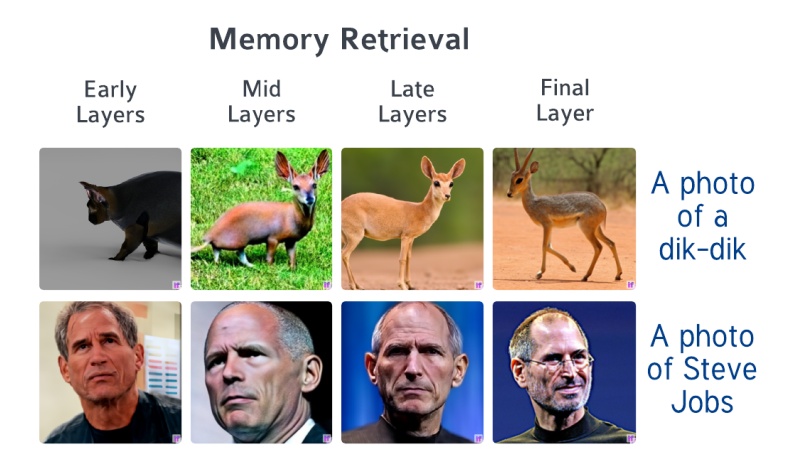 Memory Retrieval
Early
Layers
Mid
Layers
Late
Layers
Final
Layer
A photo
of a
dik-dik
A photo
of Steve
Jobs